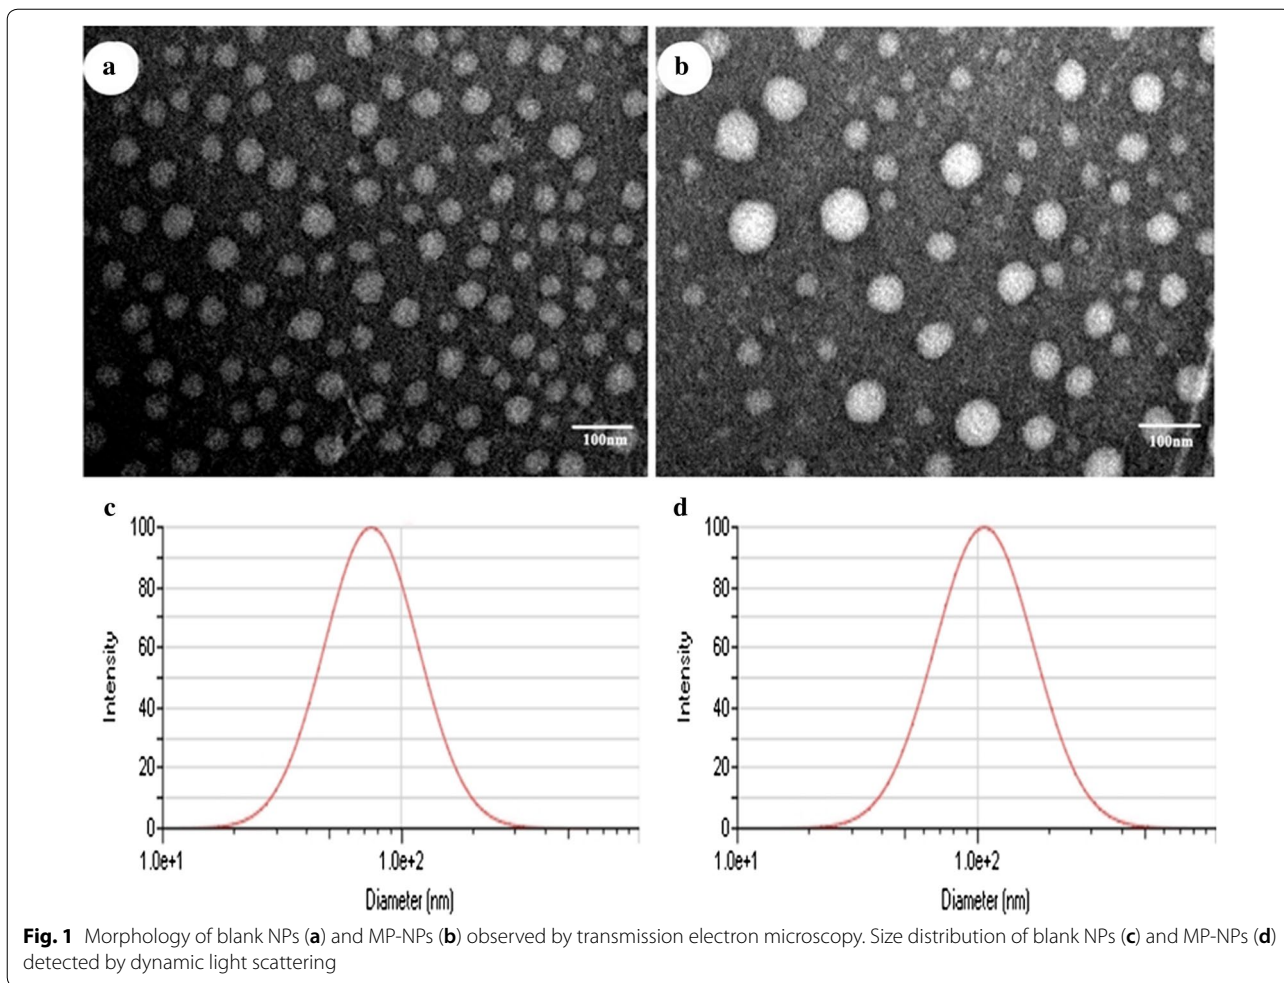 a
b
100nm
100nm
c
d
100
80
60
40
20
0
Intensity
1.0e+1
1.0e+2
Diameter (nm)
100
80
60
40
20
0
Intensity
1.0e+1
1.0e+2
Diameter (nm)
Fig. 1 Morphology of blank NPs (a) and MP-NPs (b) observed by transmission electron microscopy. Size distribution of blank NPs (c) and MP-NPs (d)
detected by dynamic light scattering